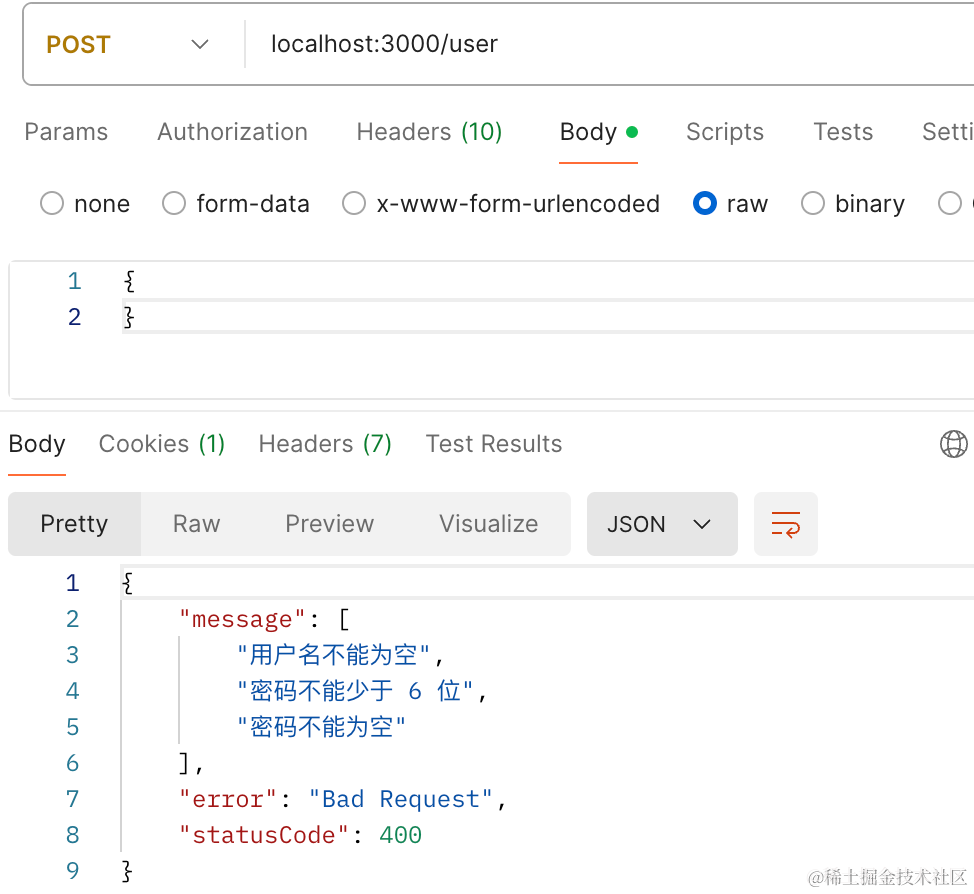 POST localhost:3000/user
Params Authorization Headers (10) Body Scripts Tests Setti
none form-data x-www-form-urlencoded raw binary
1 {
2 }
Body Cookies (1) Headers (7) Test Results
Pretty Raw Preview Visualize JSON
1 {
2 "message": [
3 "用户名不能为空",
4 "密码不能少于 6 位",
5 "密码不能为空"
6 ],
7 "error": "Bad Request",
8 "statusCode": 400
9 }
@稀土掘金技术社区